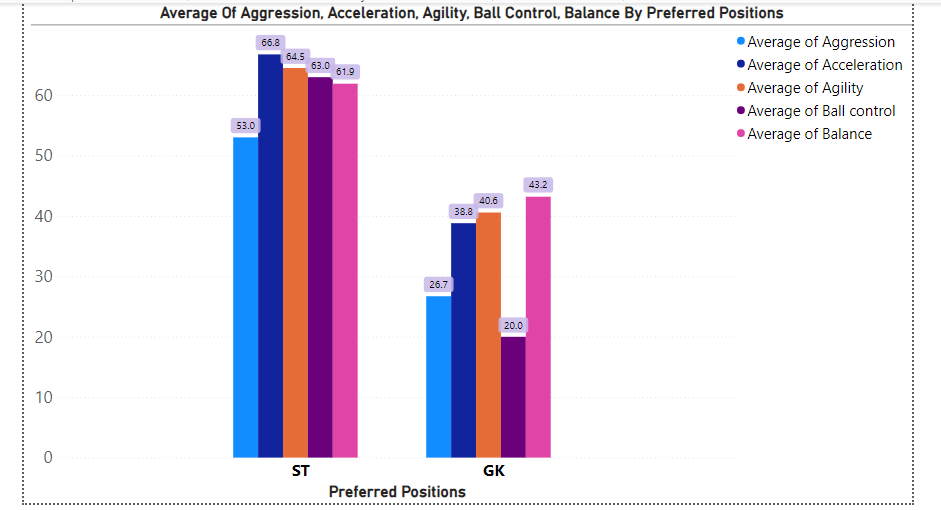 Average Of Aggression, Acceleration, Agility, Ball Control, Balance By Preferred Positions
66.8
64.5
63.0
61.9
53.0
43.2
40.6
38.8
26.7
20.0
60
50
40
30
20
10
0
ST
GK
Preferred Positions
Average of Aggression
Average of Acceleration
Average of Agility
Average of Ball control
Average of Balance